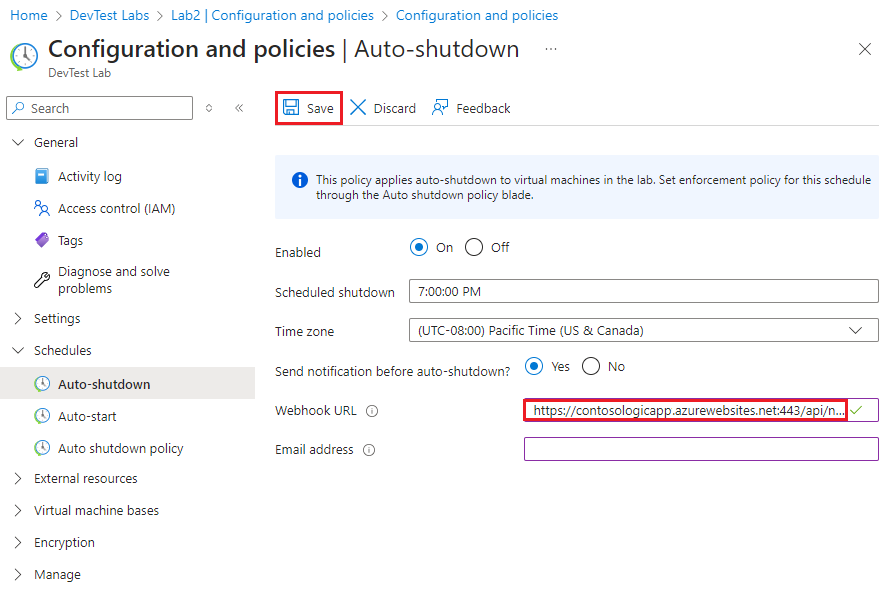 Home > DevTest Labs > Lab2 | Configuration and policies > Configuration and policies
Configuration and policies | Auto-shutdown ...
DevTest Lab
Search
Save Discard Feedback
General
Activity log
Access control (IAM)
Tags
Diagnose and solve
problems
Settings
Schedules
Auto-shutdown
Auto-start
Auto shutdown policy
External resources
Virtual machine bases
Encryption
Manage
This policy applies auto-shutdown to virtual machines in the lab. Set enforcement policy for this schedule
through the Auto shutdown policy blade.
Enabled On Off
Scheduled shutdown 7:00:00 PM
Time zone (UTC-08:00) Pacific Time (US & Canada)
Send notification before auto-shutdown? Yes No
Webhook URL https://contosologicapp.azurewebsites.net:443/api/n...
Email address